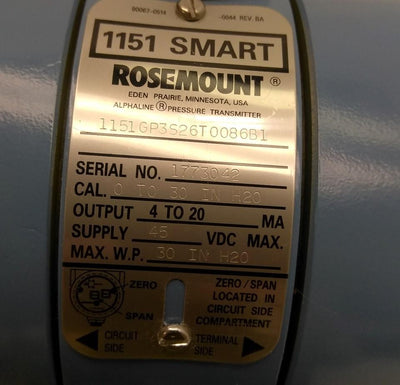 00067-0514 -0044 REV BA
1151 SMART
ROSEMOUNT®
EDEN PRAIRIE, MINNESOTA, USA
ALPHALINE ® PRESSURE TRANSMITTER
1151GP3S26T0086B1
SERIAL NO. 1773042
CAL. 0 TO 30 IN H2O
OUTPUT 4 TO 20 MA
SUPPLY 45 VDC MAX.
MAX. W.P. 30 IN H2O
ZERO
SPAN
ZERO/SPAN
LOCATED IN
CIRCUIT SIDE
COMPARTMENT
CIRCUIT
SIDE
TERMINAL
SIDE